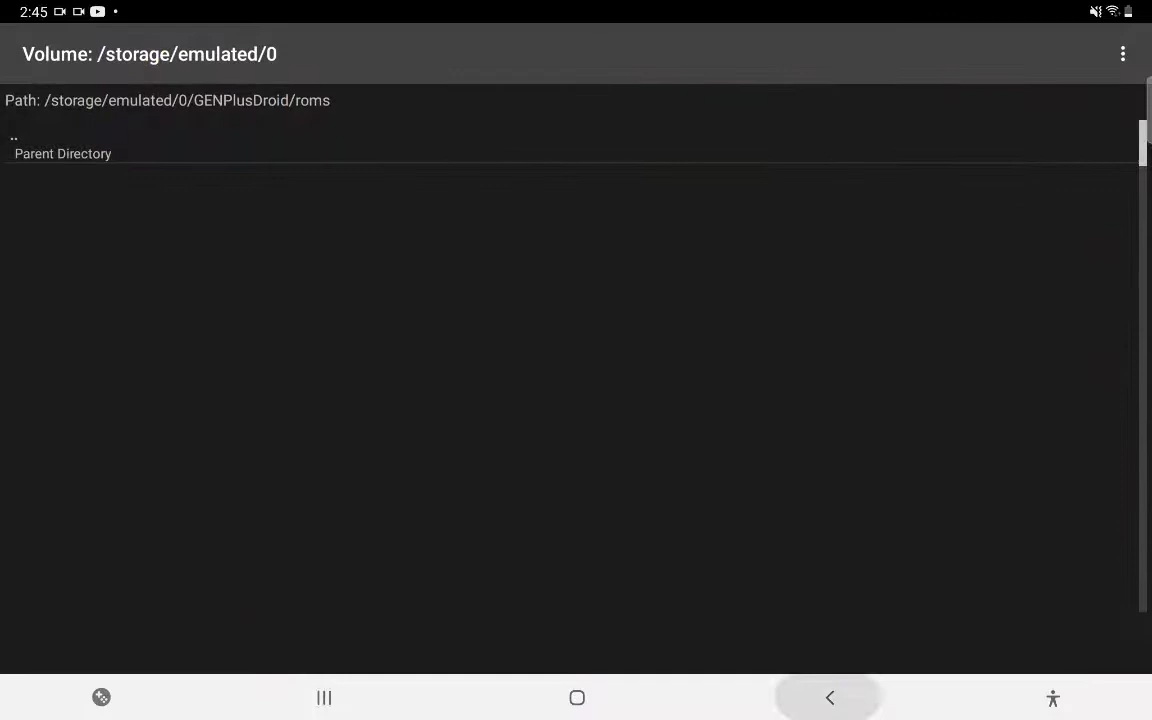 2:45
Volume: /storage/emulated/0
Path: /storage/emulated/0/GENPlusDroid/roms
..
Parent Directory